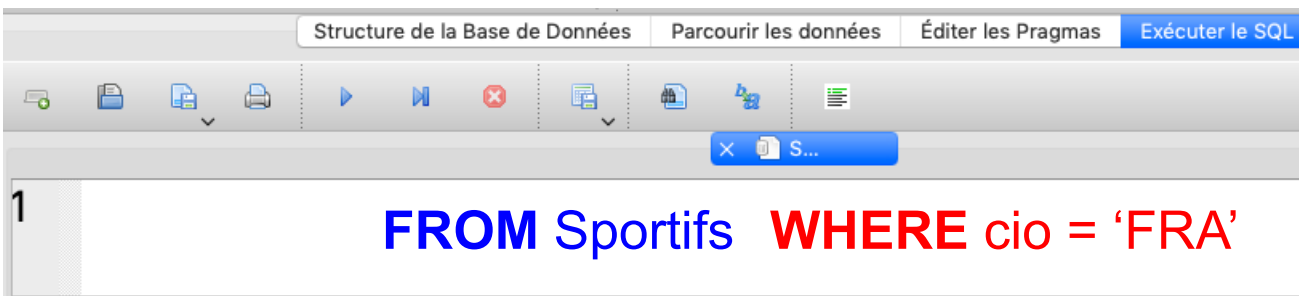 Structure de la Base de Données Parcourir les données Éditer les Pragmas Exécuter le SQL
S...
1 FROM Sportifs WHERE cio = ‘FRA’